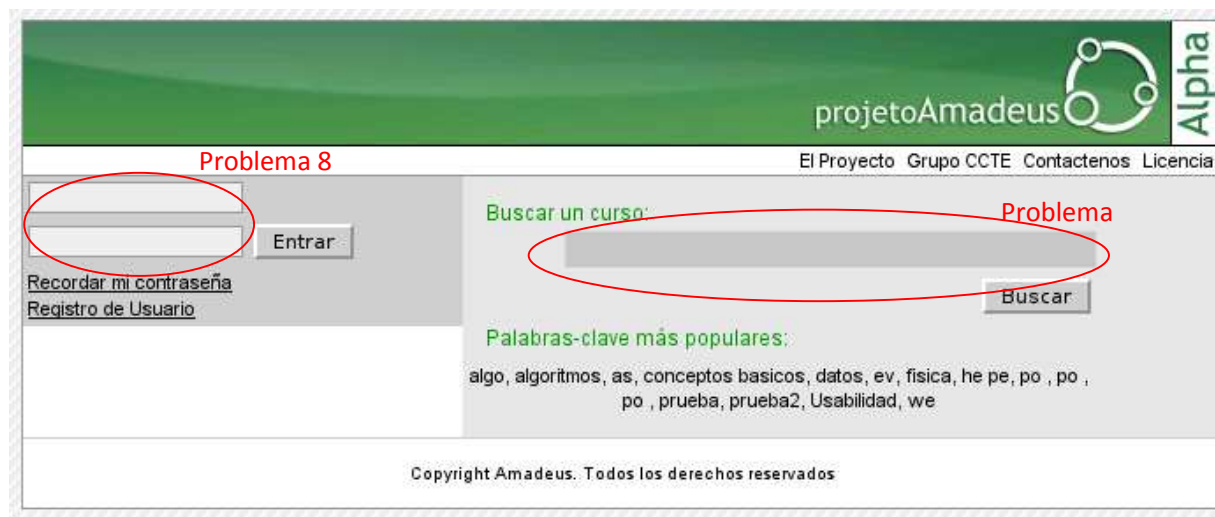 projetoAmadeus
Alpha
El Proyecto Grupo CCTE Contactenos Licencia
Problema 8
Entrar
Recordar mi contraseña
Registro de Usuario
Buscar un curso:
Problema
Buscar
Palabras-clave más populares:
algo, algoritmos, as, conceptos basicos, datos, ev, fisica, he pe, po , po ,
po , prueba, prueba2, Usabilidad, we
Copyright Amadeus. Todos los derechos reservados